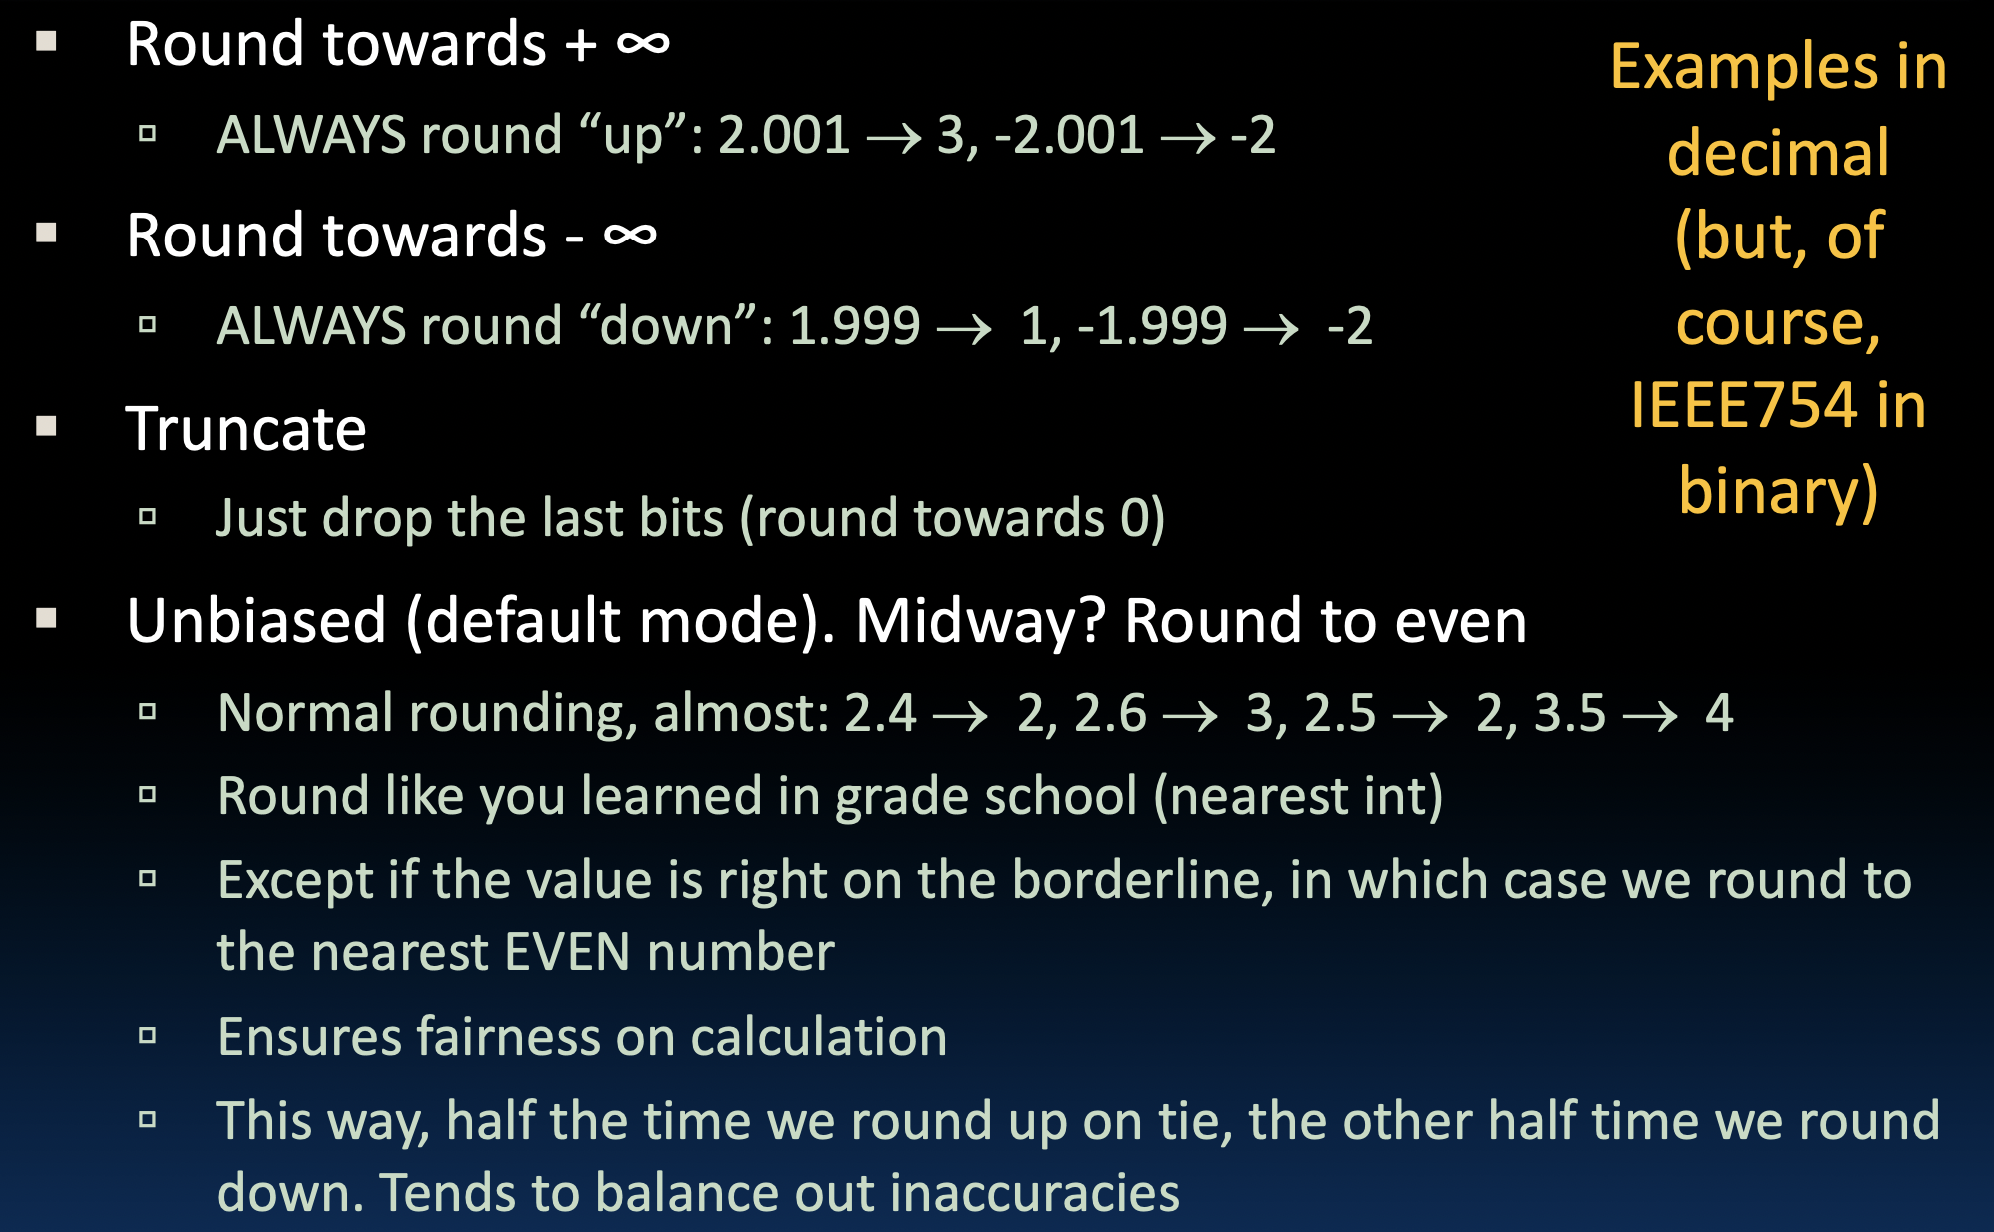 Round towards + ∞
ALWAYS round “up”: 2.001 → 3, -2.001 → -2
Round towards - ∞
ALWAYS round “down”: 1.999 → 1, -1.999 → -2
Truncate
Just drop the last bits (round towards 0)
Unbiased (default mode). Midway? Round to even
Normal rounding, almost: 2.4 → 2, 2.6 → 3, 2.5 → 2, 3.5 → 4
Round like you learned in grade school (nearest int)
Except if the value is right on the borderline, in which case we round to
the nearest EVEN number
Ensures fairness on calculation
This way, half the time we round up on tie, the other half time we round
down. Tends to balance out inaccuracies
Examples in
decimal
(but, of
course,
IEEE754 in
binary)